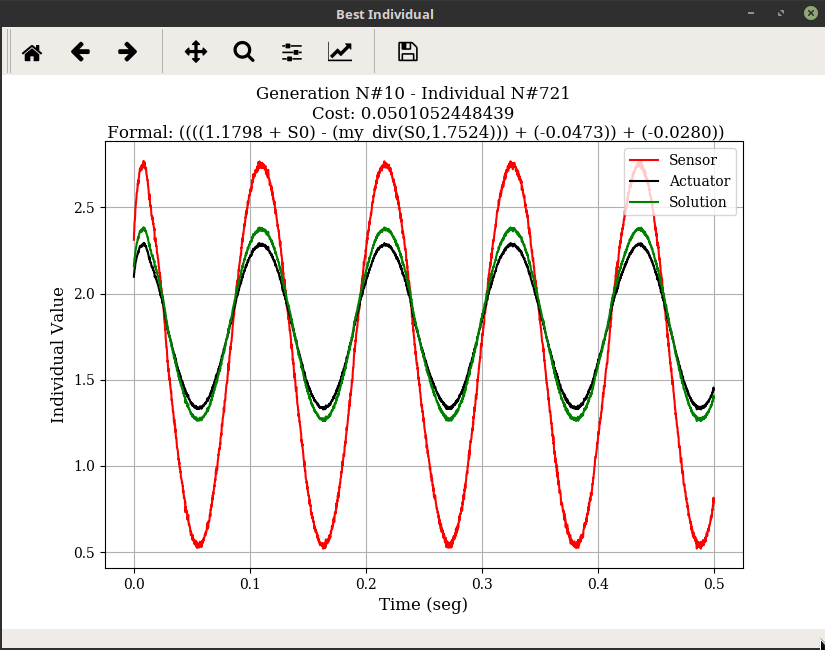 Best Individual
Generation N#10 - Individual N#721
Cost: 0.0501052448439
Formal: ((((1.1798 + S0) - (my_div(S0,1.7524))) + (-0.0473)) + (-0.0280))
Sensor
Actuator
Solution
Individual Value
2.5
2.0
1.5
1.0
0.5
0.0
0.1
0.2
0.3
0.4
0.5
Time (seg)